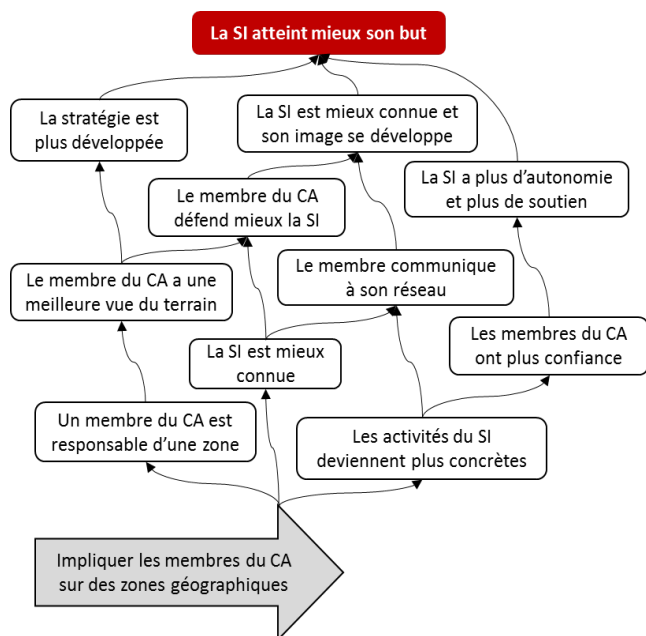 La SI atteint mieux son but
La stratégie est
plus développée
La SI est mieux connue et
son image se développe
Le membre du CA
défend mieux la SI
La SI a plus d’autonomie
et plus de soutien
Le membre du CA a une
meilleure vue du terrain
Le membre communique
à son réseau
La SI est mieux
connue
Les membres du CA
ont plus confiance
Un membre du CA est
responsable d’une zone
Les activités du SI
deviennent plus concrètes
Impliquer les membres du CA
sur des zones géographiques